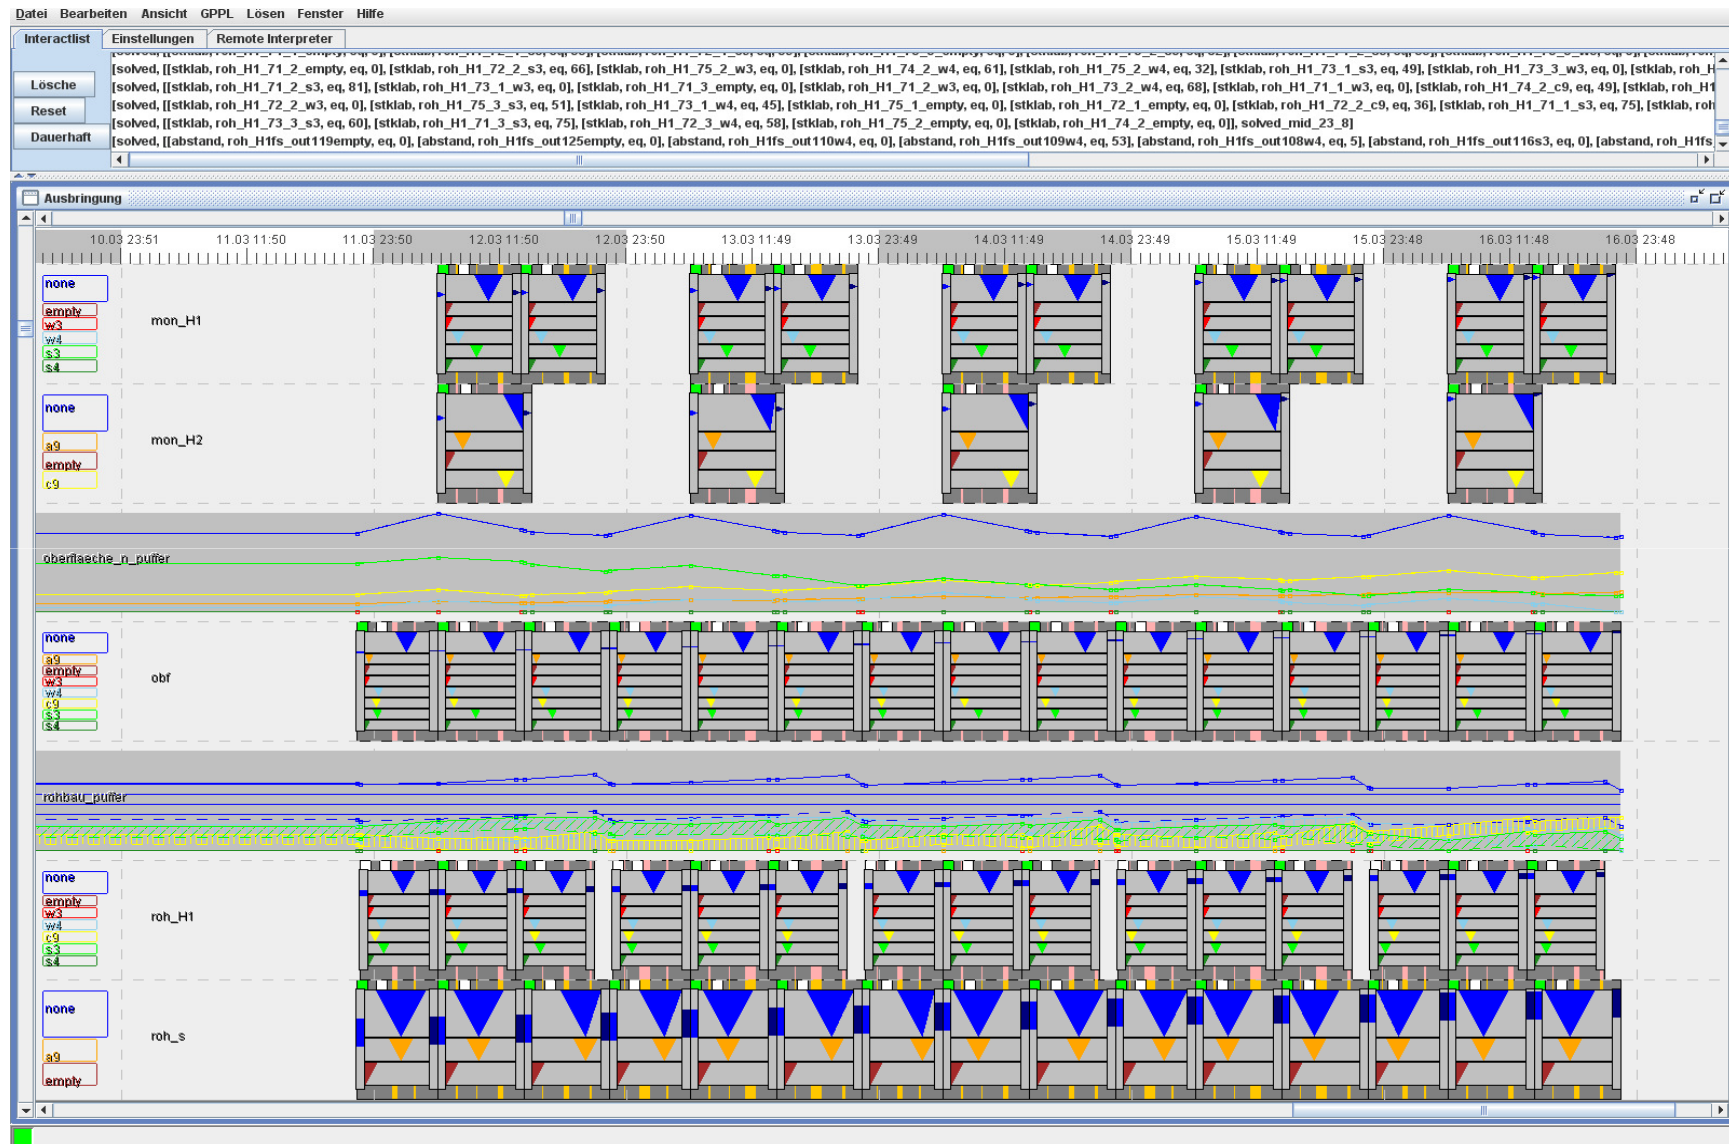 Datei Bearbeiten Ansicht GPPL Lösen Fenster Hilfe
Interactlist Einstellungen Remote Interpreter
Lösche
Reset
Dauerhaft
[solved, [[stklab, roh_H1_71_2_empty, eq, 0], [stklab, roh_H1_72_2_s3, eq, 66], [stklab, roh_H1_75_2_w3, eq, 0], [stklab, roh_H1_74_2_w4, eq, 61], [stklab, roh_H1_75_2_w4, eq, 32], [stklab, roh_H1_73_1_s3, eq, 49], [stklab, roh_H1_73_3_w3, eq, 0], [stklab, roh_H
[solved, [[stklab, roh_H1_71_2_s3, eq, 81], [stklab, roh_H1_73_1_w3, eq, 0], [stklab, roh_H1_71_3_empty, eq, 0], [stklab, roh_H1_71_2_w3, eq, 0], [stklab, roh_H1_73_2_w4, eq, 68], [stklab, roh_H1_71_1_w3, eq, 0], [stklab, roh_H1_74_2_c9, eq, 49], [stklab, roh_H1
[solved, [[stklab, roh_H1_72_2_w3, eq, 0], [stklab, roh_H1_75_3_s3, eq, 51], [stklab, roh_H1_73_1_w4, eq, 45], [stklab, roh_H1_75_1_empty, eq, 0], [stklab, roh_H1_72_1_empty, eq, 0], [stklab, roh_H1_72_2_c9, eq, 36], [stklab, roh_H1_71_1_s3, eq, 75], [stklab, roh
[solved, [[stklab, roh_H1_73_3_s3, eq, 60], [stklab, roh_H1_71_3_s3, eq, 75], [stklab, roh_H1_72_3_w4, eq, 58], [stklab, roh_H1_75_2_empty, eq, 0], [stklab, roh_H1_74_2_empty, eq, 0]], solved_mid_23_8]
[solved, [[abstand, roh_H1fs_out119empty, eq, 0], [abstand, roh_H1fs_out125empty, eq, 0], [abstand, roh_H1fs_out110w4, eq, 0], [abstand, roh_H1fs_out109w4, eq, 53], [abstand, roh_H1fs_out108w4, eq, 5], [abstand, roh_H1fs_out116s3, eq, 0], [abstand, roh_H1fs
Ausbringung
10.03 23:51 11.03 11:50 11.03 23:50 12.03 11:50 12.03 23:50 13.03 11:49 13.03 23:49 14.03 11:49 14.03 23:49 15.03 11:49 15.03 23:48 16.03 11:48 16.03 23:48
none
empty
w3
w4
s3
s4
mon_H1
none
a9
empty
c9
mon_H2
oberflaeche_n_puffer
none
a9
empty
w3
w4
c9
s3
s4
obf
rohbau_puffer
none
empty
w3
w4
c9
s3
s4
roh_H1
none
a9
empty
roh_s